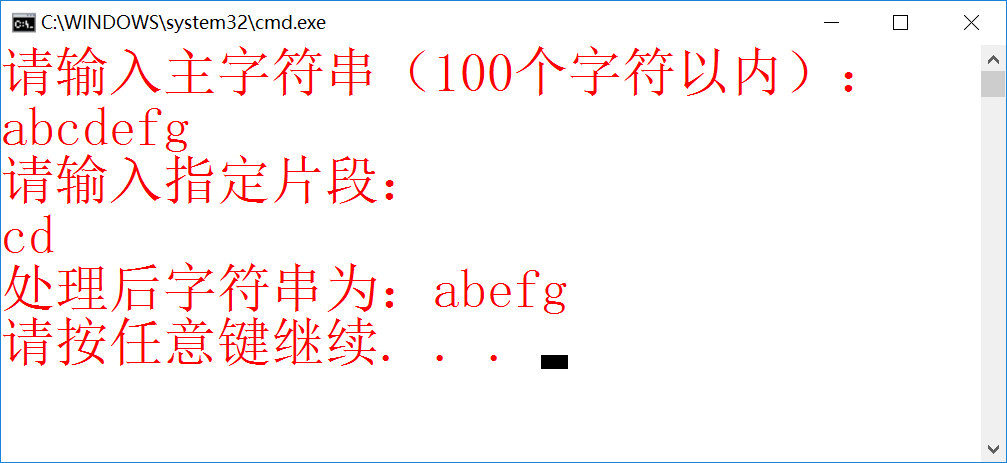 C:\WINDOWS\system32\cmd.exe
请输入主字符串（100个字符以内）：
abcdefg
请输入指定片段：
cd
处理后字符串为：abefg
请按任意键继续. . .